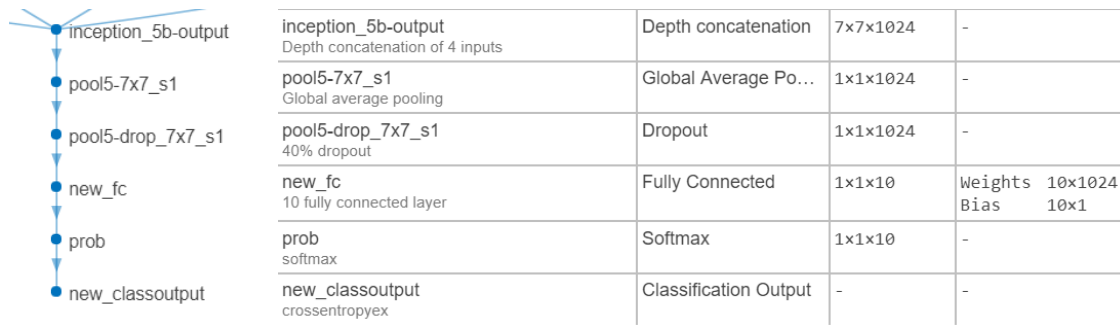 inception_5b-output
pool5-7x7_s1
pool5-drop_7x7_s1
new_fc
prob
new_classoutput
inception_5b-output Depth concatenation 7×7×1024 -
Depth concatenation of 4 inputs
pool5-7x7_s1 Global Average Po... 1×1×1024 -
Global average pooling
pool5-drop_7x7_s1 Dropout 1×1×1024 -
40% dropout
new_fc Fully Connected 1×1×10 Weights 10×1024
10 fully connected layer Bias 10×1
prob Softmax 1×1×10 -
softmax
new_classoutput Classification Output - -
crossentropyex